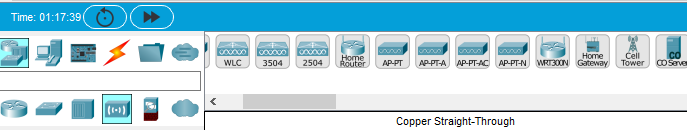 Time: 01:17:39
WLC
3504
2504
Home Router
AP-PT
AP-PT-A
AP-PT-AC
AP-PT-N
WRT300N
Home Gateway
Cell Tower
CO
CO Server
Copper Straight-Through